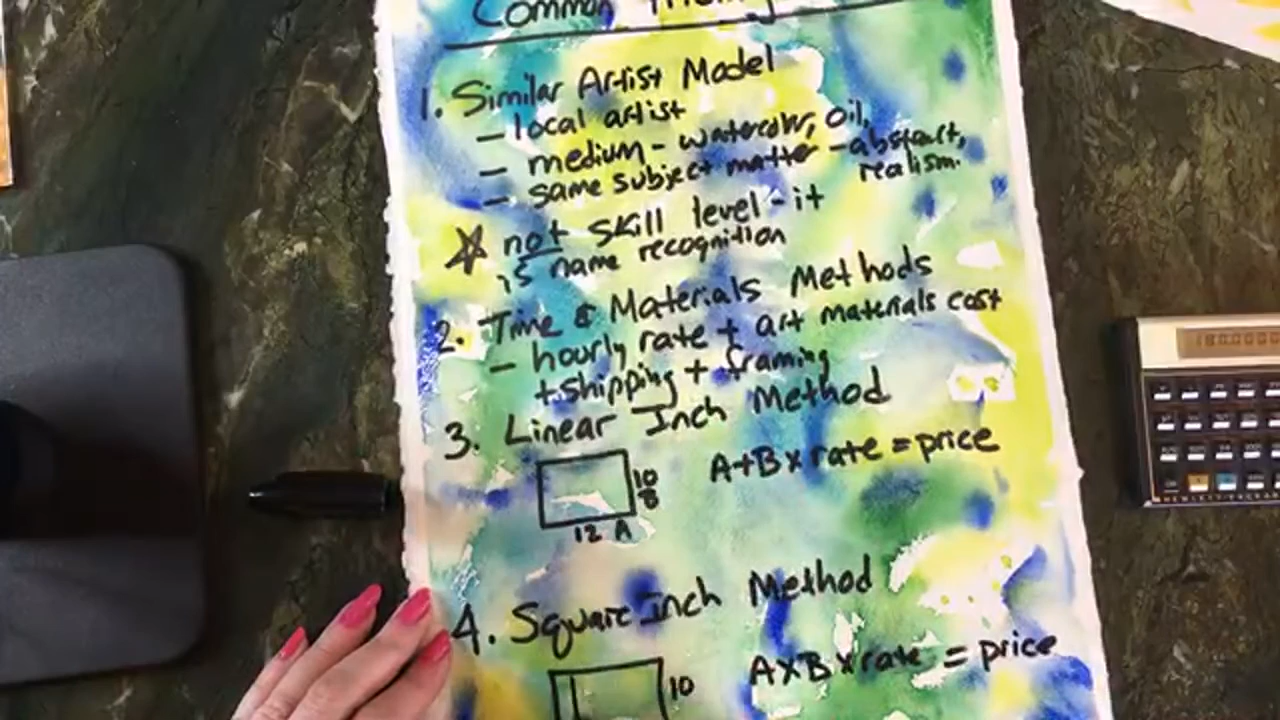 Common
1. Similar Artist Model
- local artist
- medium - watercolor, oil,
- same subject matter - abstract,
realism.
not skill level - it
is name recognition
2. Time & Materials Methods
- hourly rate + art materials cost
+ shipping + framing
3. Linear Inch Method
A+B x rate = price
10
B
12 A
4. Square Inch Method
AxBxrate = price
10